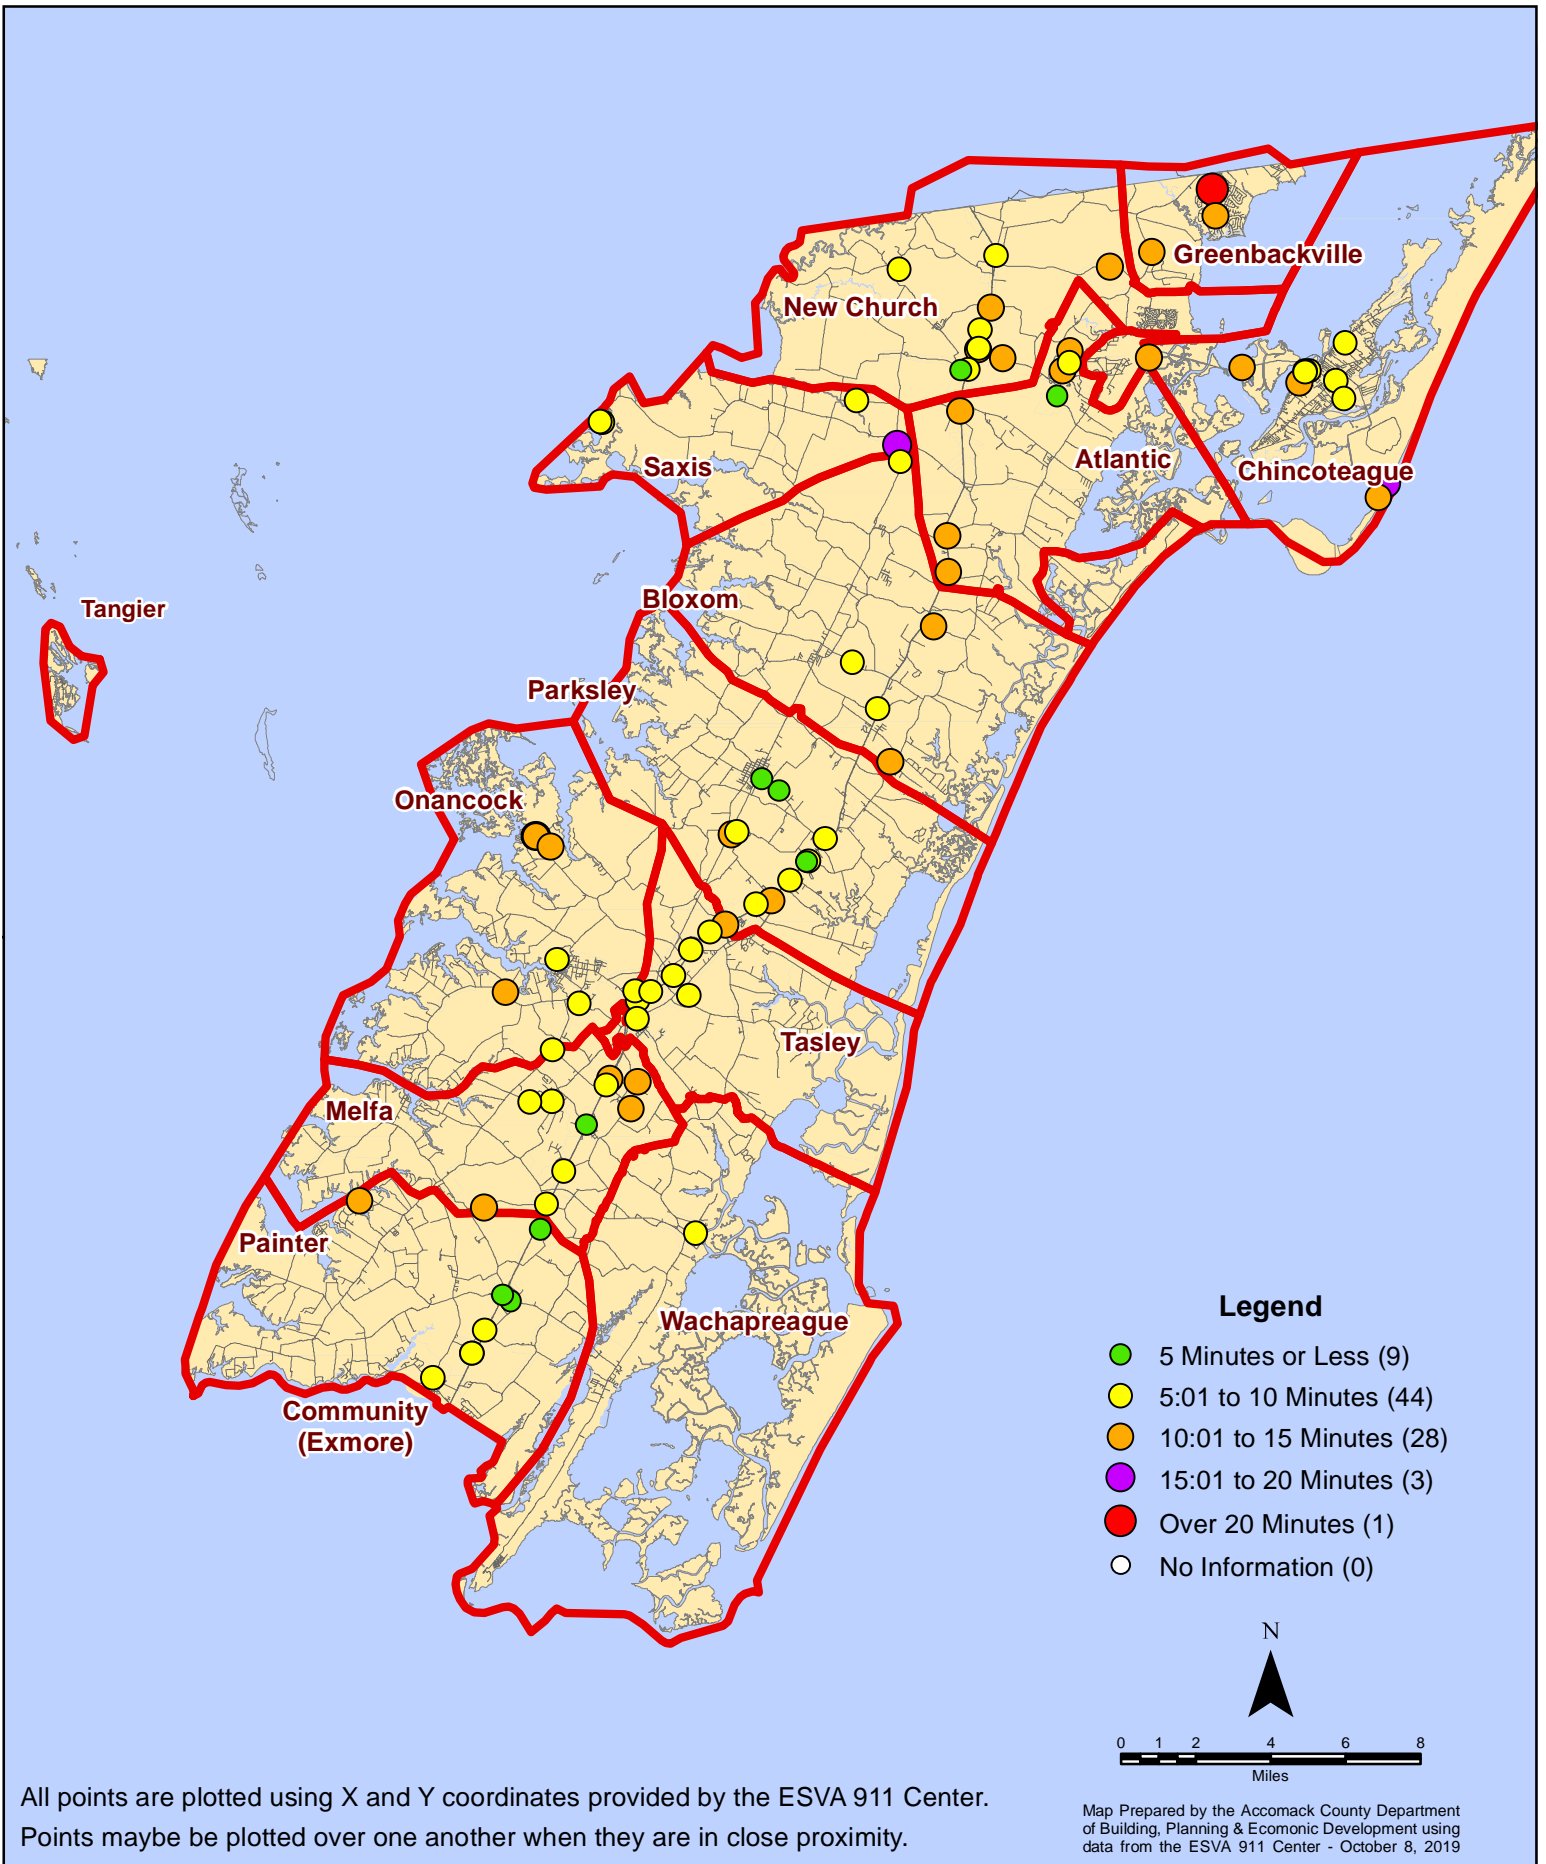 Greenbackville
New Church
Atlantic
Saxis
Chincoteague
Bloxom
Tangier
Parksley
Onancock
Tasley
Melfa
Painter
Wachapreague
Community
(Exmore)
Legend
5 Minutes or Less (9)
5:01 to 10 Minutes (44)
10:01 to 15 Minutes (28)
15:01 to 20 Minutes (3)
Over 20 Minutes (1)
No Information (0)
N
0 1 2 4 6 8
Miles
All points are plotted using X and Y coordinates provided by the ESVA 911 Center.
Points maybe be plotted over one another when they are in close proximity.
Map Prepared by the Accomack County Department
of Building, Planning & Ecomonic Development using
data from the ESVA 911 Center - October 8, 2019